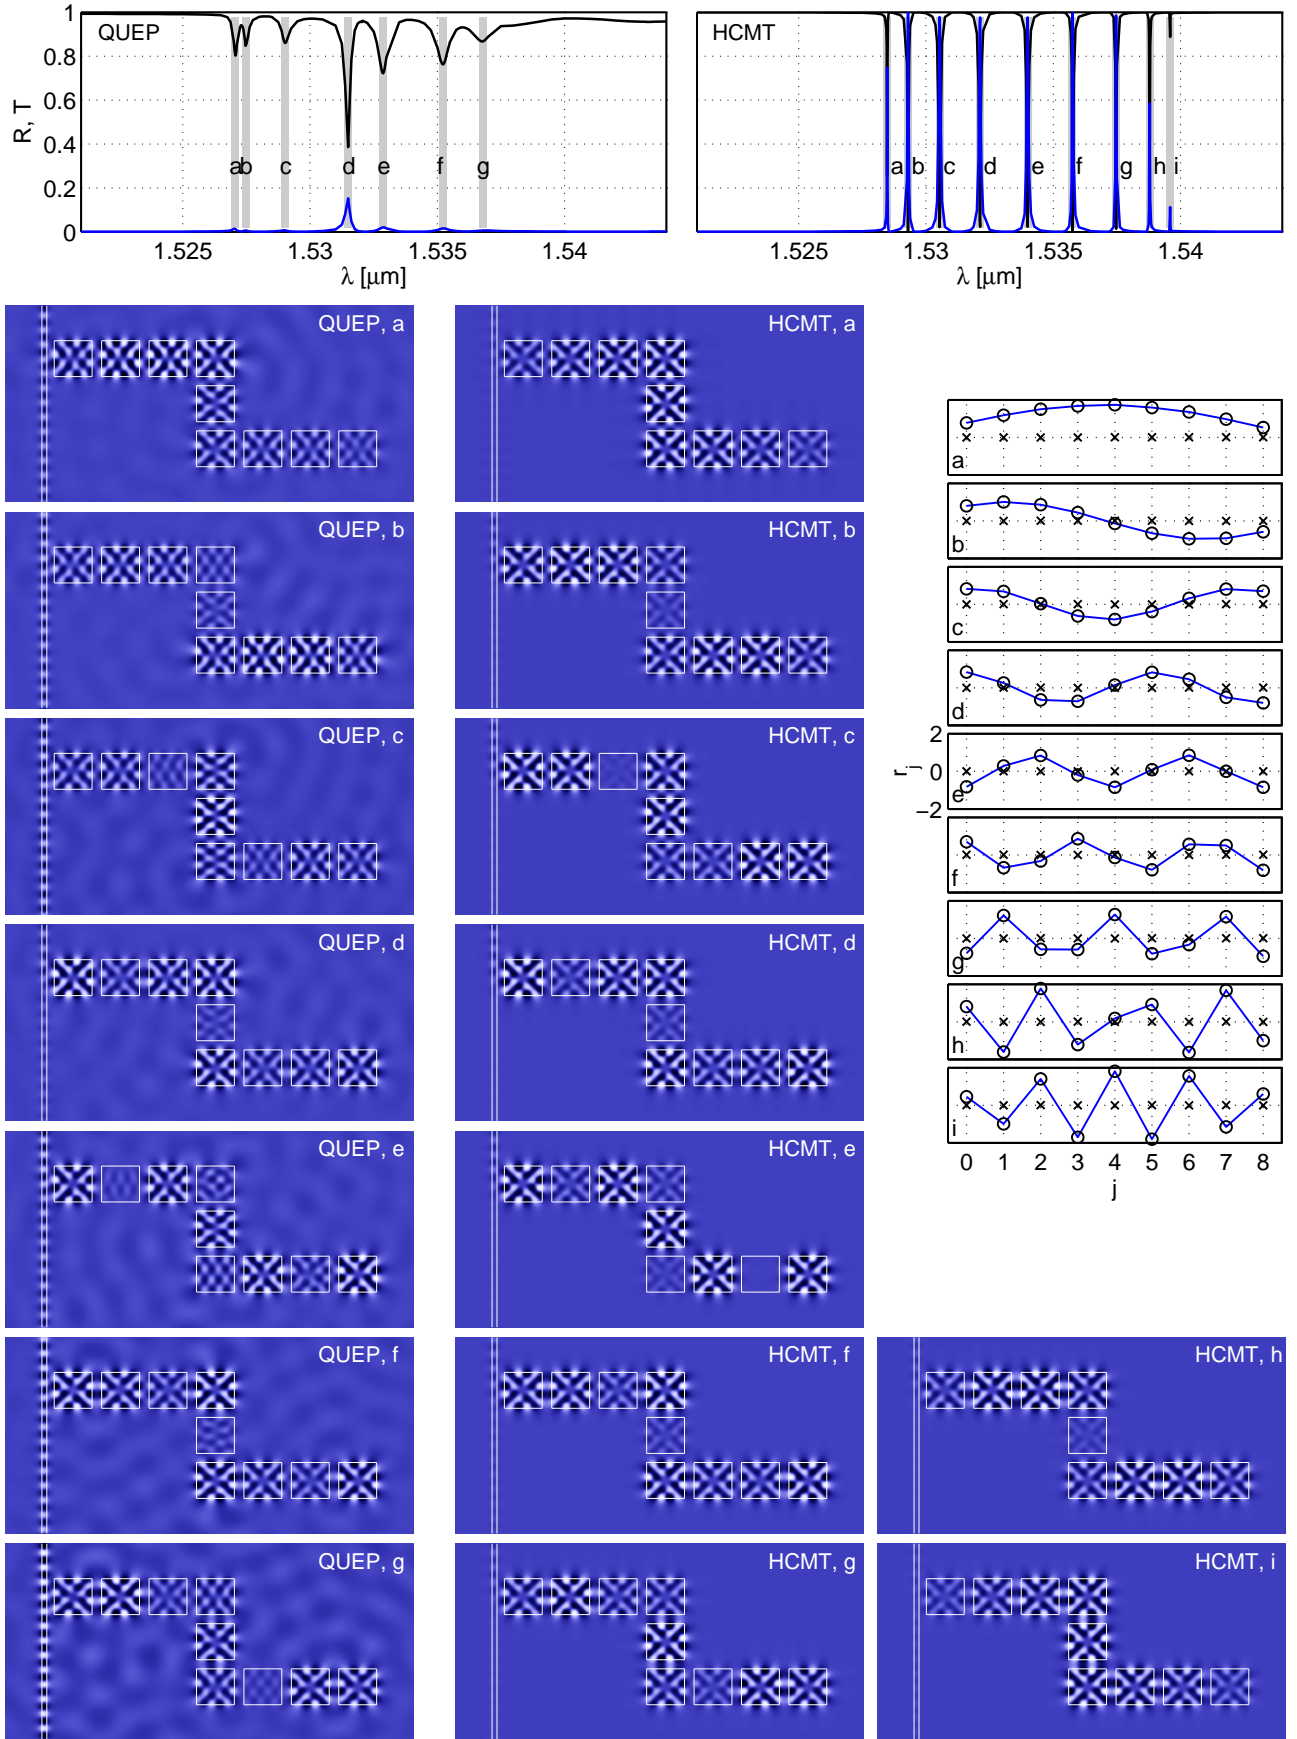 QUEP
HCMT
R, T
1
0.8
0.6
0.4
0.2
0
a b c d e f g
a b c d e f g h i
1.525 1.53 1.535 1.54
1.525 1.53 1.535 1.54
λ [μm]
λ [μm]
QUEP, a
HCMT, a
a
QUEP, b
HCMT, b
b
c
QUEP, c
HCMT, c
d
2
0
−2
r_j
e
f
QUEP, d
HCMT, d
g
h
i
QUEP, e
HCMT, e
0 1 2 3 4 5 6 7 8
j
QUEP, f
HCMT, f
HCMT, h
QUEP, g
HCMT, g
HCMT, i